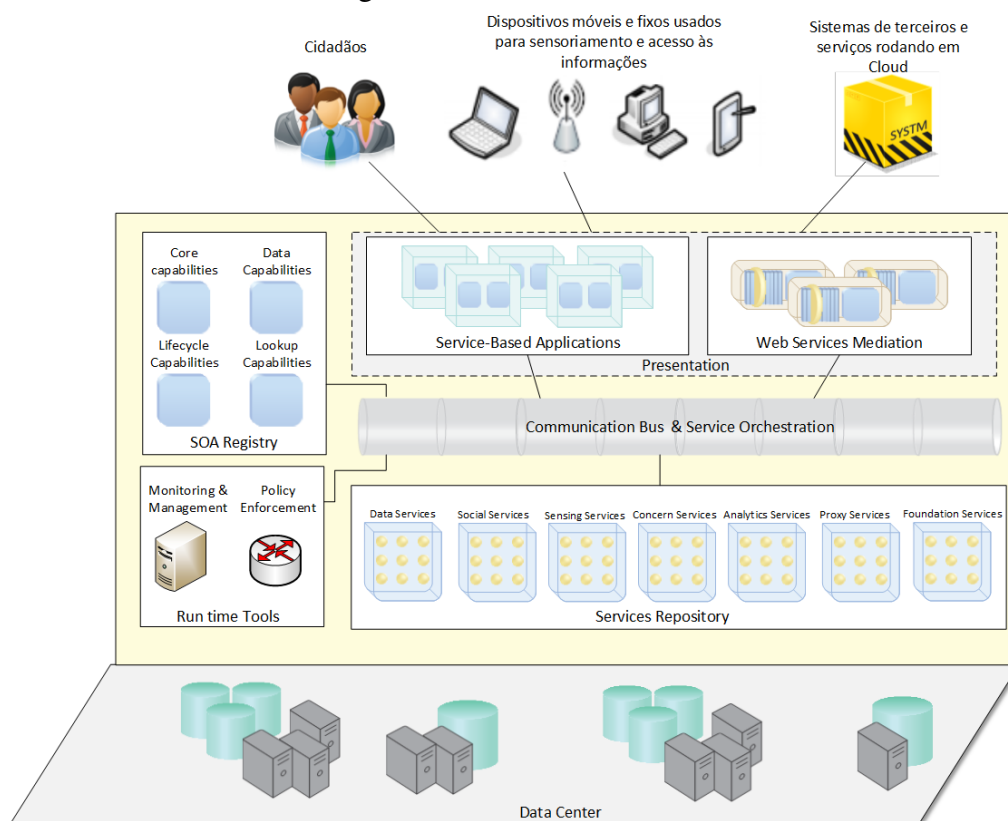 Cidadãos
Dispositivos móveis e fixos usados
para sensoriamento e acesso às
informações
Sistemas de terceiros e
serviços rodando em
Cloud
SYSTM
Core
capabilities
Data
Capabilities
Lifecycle
Capabilities
Lookup
Capabilities
SOA Registry
Service-Based Applications
Web Services Mediation
Presentation
Communication Bus & Service Orchestration
Monitoring &
Management
Policy
Enforcement
Run time Tools
Data Services
Social Services
Sensing Services
Concern Services
Analytics Services
Proxy Services
Foundation Services
Services Repository
Data Center